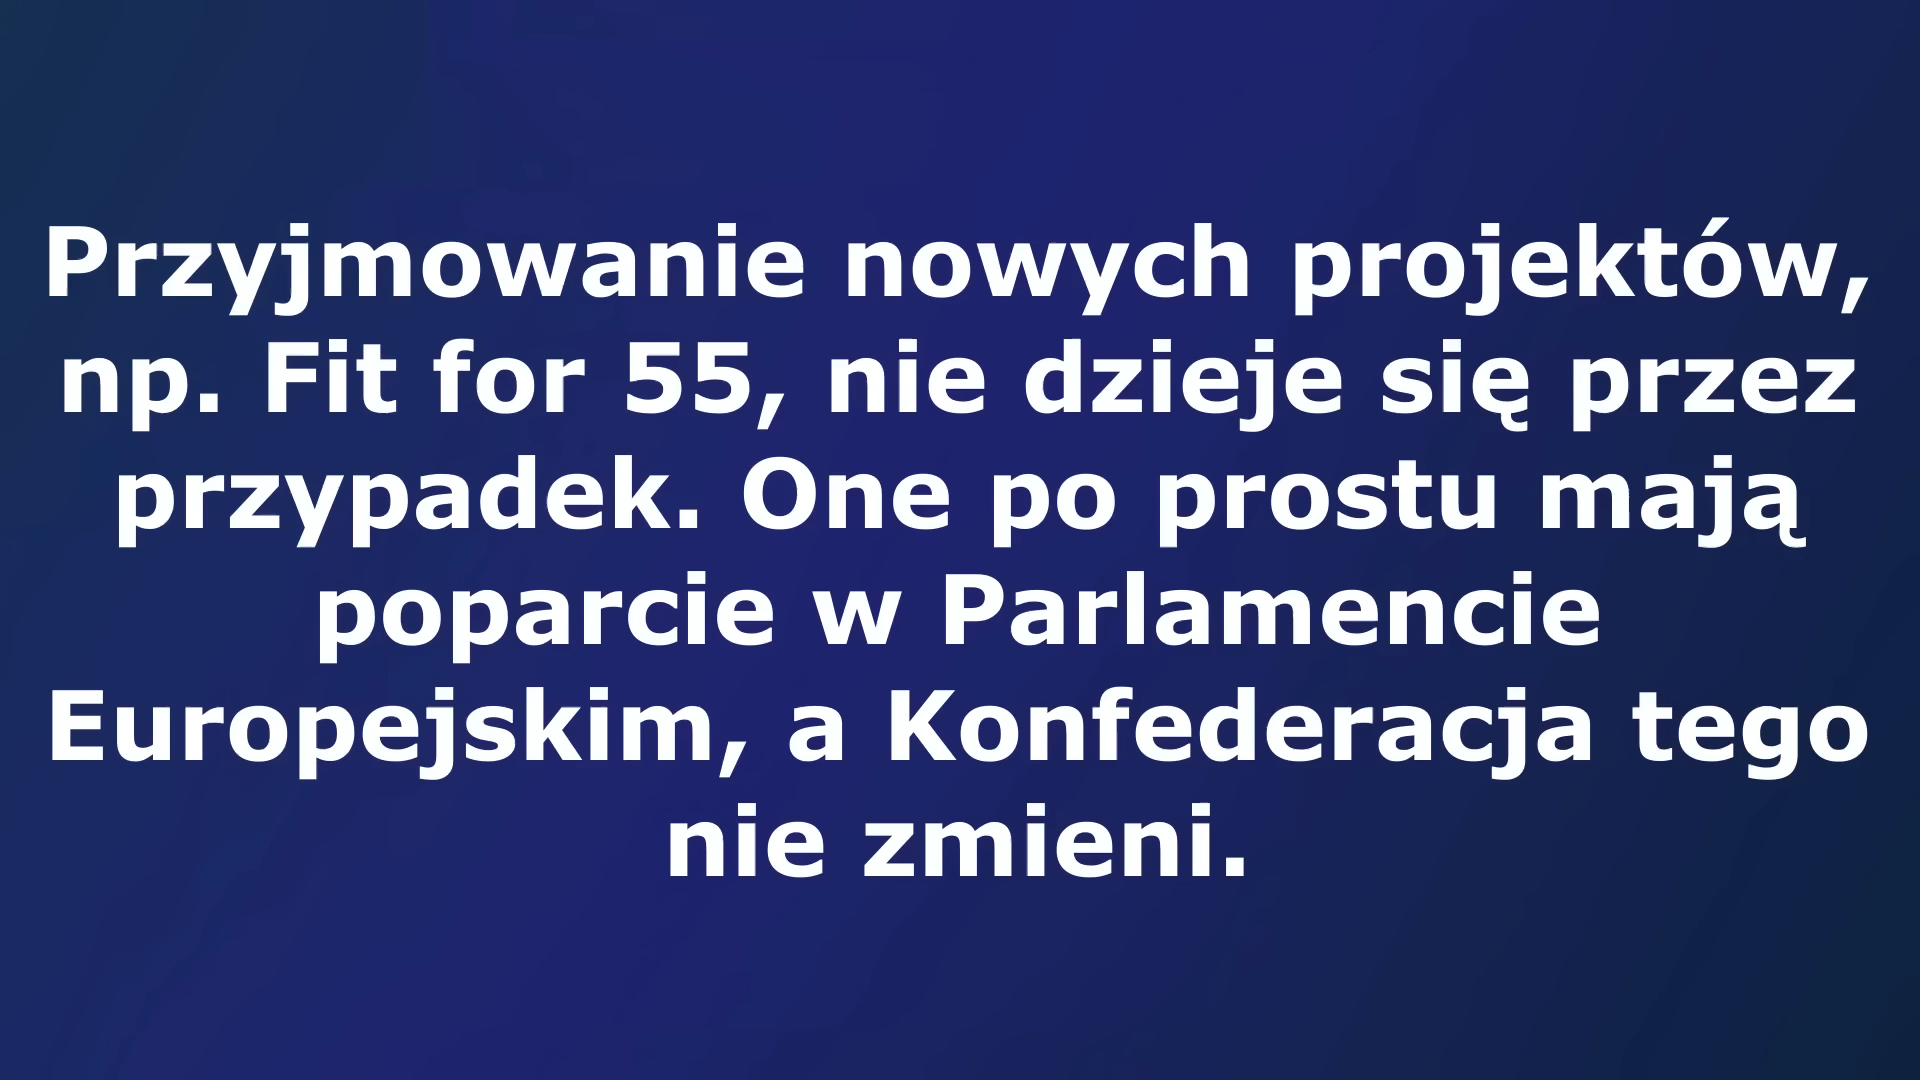 Przyjmowanie nowych projektów,
np. Fit for 55, nie dzieje się przez
przypadek. One po prostu mają
poparcie w Parlamencie
Europejskim, a Konfederacja tego
nie zmieni.